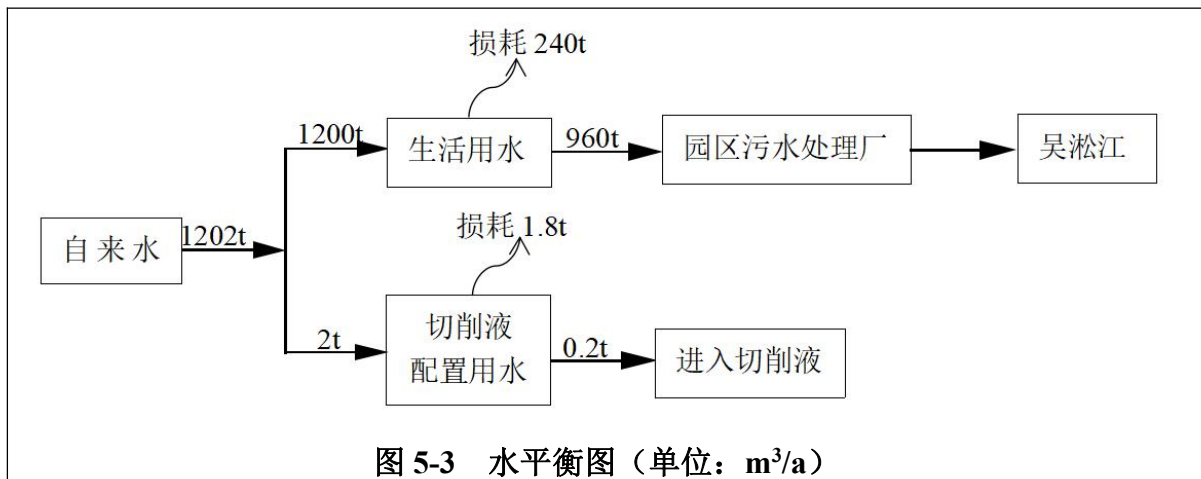 损耗 240t
1200t
生活用水
960t
园区污水处理厂
吴淞江
自来水
1202t
损耗 1.8t
2t
切削液
配置用水
0.2t
进入切削液
图 5-3 水平衡图（单位：m³/a）